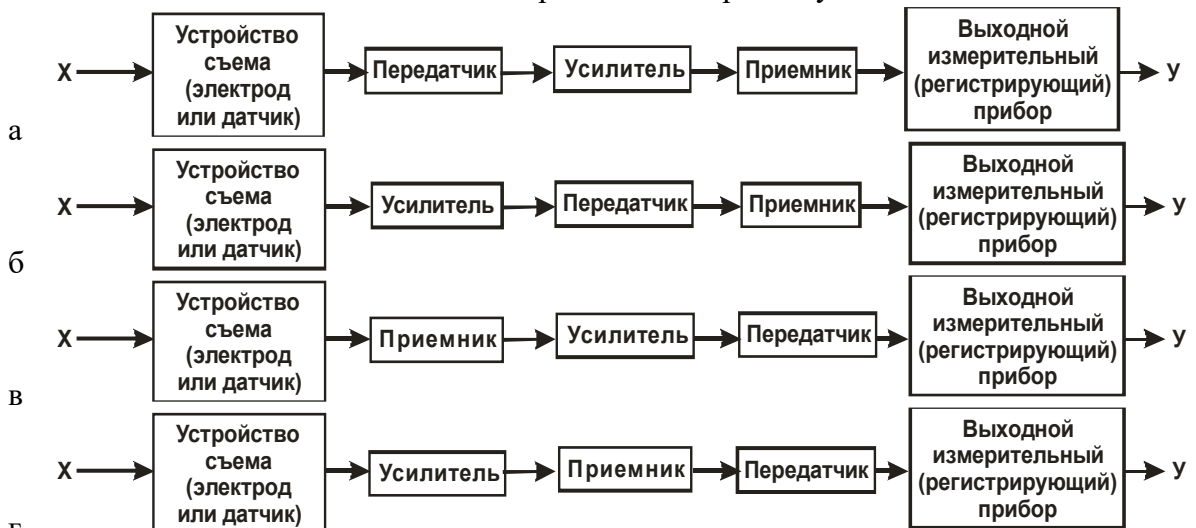 X
Устройство
съема
(электрод
или датчик)
Передатчик
Усилитель
Приемник
Выходной
измерительный
(регистрирующий)
прибор
У
а
X
Устройство
съема
(электрод
или датчик)
Усилитель
Передатчик
Приемник
Выходной
измерительный
(регистрирующий)
прибор
У
б
X
Устройство
съема
(электрод
или датчик)
Приемник
Усилитель
Передатчик
Выходной
измерительный
(регистрирующий)
прибор
У
в
X
Устройство
съема
(электрод
или датчик)
Усилитель
Приемник
Передатчик
Выходной
измерительный
(регистрирующий)
прибор
У